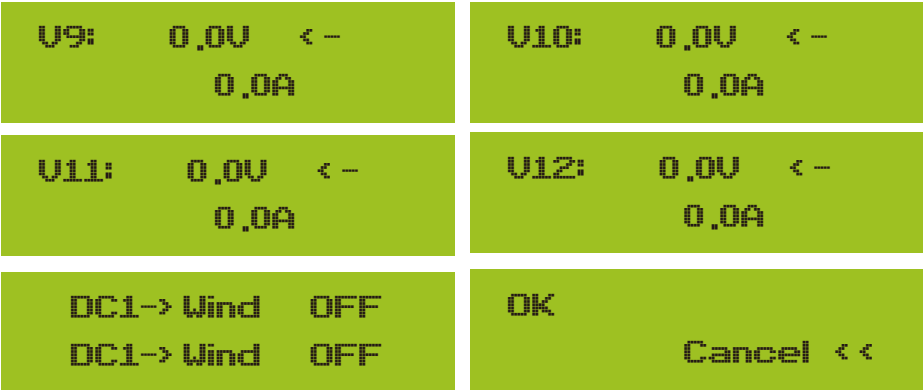 V9: 0.0V <-
0.0A
V10: 0.0V <-
0.0A
V11: 0.0V <-
0.0A
V12: 0.0V <-
0.0A
DC1-> Wind OFF
DC1-> Wind OFF
OK
Cancel <<